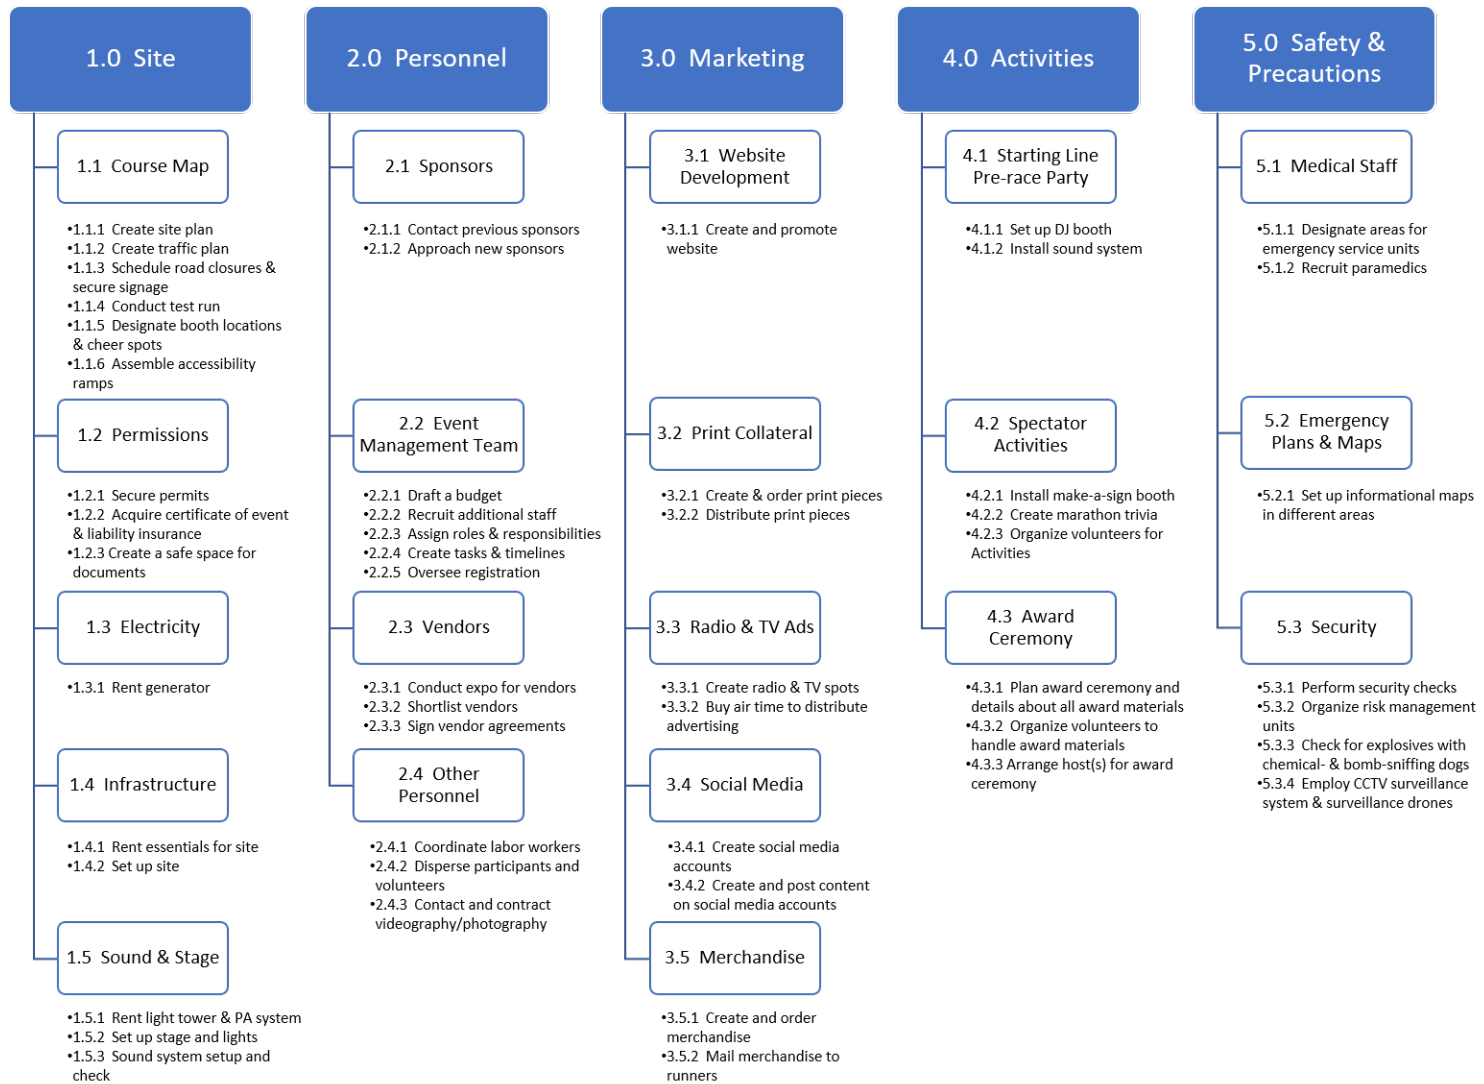 1.0 Site
1.1 Course Map
•1.1.1 Create site plan
•1.1.2 Create traffic plan
•1.1.3 Schedule road closures &
secure signage
•1.1.4 Conduct test run
•1.1.5 Designate booth locations
& cheer spots
•1.1.6 Assemble accessibility
ramps
1.2 Permissions
•1.2.1 Secure permits
•1.2.2 Acquire certificate of event
& liability insurance
•1.2.3 Create a safe space for
documents
1.3 Electricity
•1.3.1 Rent generator
1.4 Infrastructure
•1.4.1 Rent essentials for site
•1.4.2 Set up site
1.5 Sound & Stage
•1.5.1 Rent light tower & PA system
•1.5.2 Set up stage and lights
•1.5.3 Sound system setup and
check
2.0 Personnel
2.1 Sponsors
•2.1.1 Contact previous sponsors
•2.1.2 Approach new sponsors
2.2 Event
Management Team
•2.2.1 Draft a budget
•2.2.2 Recruit additional staff
•2.2.3 Assign roles & responsibilities
•2.2.4 Create tasks & timelines
•2.2.5 Oversee registration
2.3 Vendors
•2.3.1 Conduct expo for vendors
•2.3.2 Shortlist vendors
•2.3.3 Sign vendor agreements
2.4 Other
Personnel
•2.4.1 Coordinate labor workers
•2.4.2 Disperse participants and
volunteers
•2.4.3 Contact and contract
videography/photography
3.0 Marketing
3.1 Website
Development
•3.1.1 Create and promote
website
3.2 Print Collateral
•3.2.1 Create & order print pieces
•3.2.2 Distribute print pieces
3.3 Radio & TV Ads
•3.3.1 Create radio & TV spots
•3.3.2 Buy air time to distribute
advertising
3.4 Social Media
•3.4.1 Create social media
accounts
•3.4.2 Create and post content
on social media accounts
3.5 Merchandise
•3.5.1 Create and order
merchandise
•3.5.2 Mail merchandise to
runners
4.0 Activities
4.1 Starting Line
Pre-race Party
•4.1.1 Set up DJ booth
•4.1.2 Install sound system
4.2 Spectator
Activities
•4.2.1 Install make-a-sign booth
•4.2.2 Create marathon trivia
•4.2.3 Organize volunteers for
Activities
4.3 Award
Ceremony
•4.3.1 Plan award ceremony and
details about all award materials
•4.3.2 Organize volunteers to
handle award materials
•4.3.3 Arrange host(s) for award
ceremony
5.0 Safety &
Precautions
5.1 Medical Staff
•5.1.1 Designate areas for
emergency service units
•5.1.2 Recruit paramedics
5.2 Emergency
Plans & Maps
•5.2.1 Set up informational maps
in different areas
5.3 Security
•5.3.1 Perform security checks
•5.3.2 Organize risk management
units
•5.3.3 Check for explosives with
chemical- & bomb-sniffing dogs
•5.3.4 Employ CCTV surveillance
system & surveillance drones